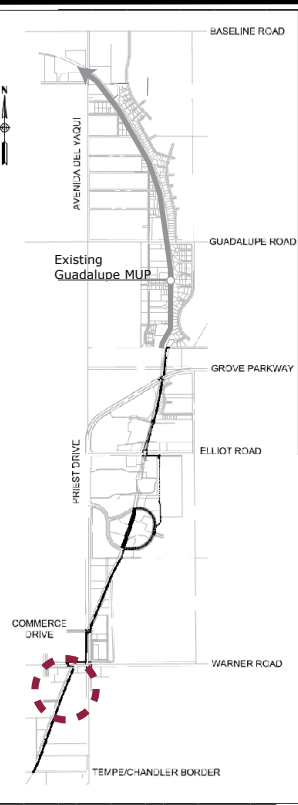 BASELINE ROAD
N
AVENIDA DEL YAQUI
GUADALUPE ROAD
Existing
Guadalupe MUP
GROVE PARKWAY
ELLIOT ROAD
PRIEST DRIVE
COMMERCE
DRIVE
WARNER ROAD
TEMPE/CHANDLER BORDER